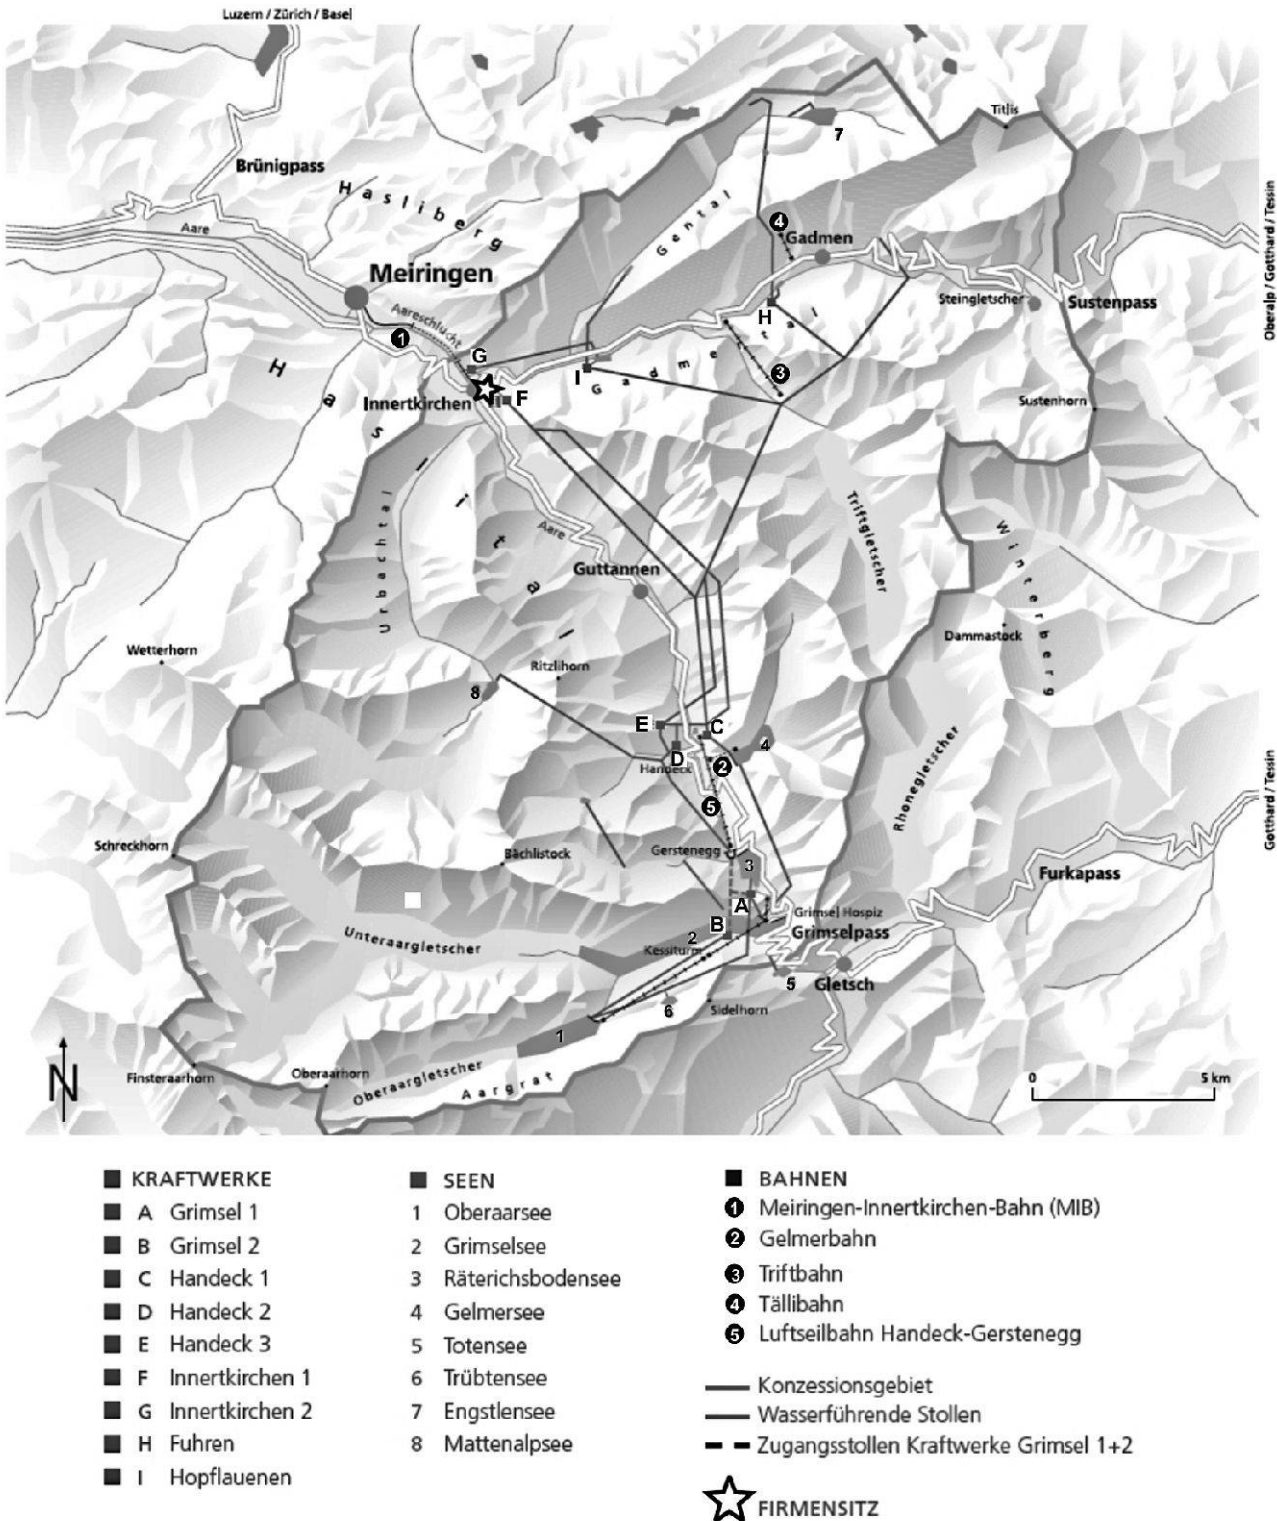 Luzern / Zürich / Basel
Titlis
7
Brünigpass
Hasliberg
Gental
Oberalp / Gotthard / Tessin
Aare
4
Gadmen
Meiringen
Steingletscher
Sustenpass
Aareschlucht
H
1
G
Gadmental
3
I
Innertkirchen
F
Sustenhorn
Haslital
Urbachtal
Aare
Triftgletscher
Winterberg
Guttannen
Dammastock
Wetterhorn
Ritzlihorn
8
E
C
4
D
Handeck
2
Rhonegletscher
Gotthard / Tessin
5
Schreckhorn
Bächlistock
Gerstenegg
3
Furkapass
A
Grimsel Hospiz
B
Grimselpass
Unteraargletscher
2
Kessiturm
5
Gletsch
6
Sidelhorn
1
N
Finsteraarhorn
Oberaarhorn
Oberaargletscher
Aargrat
0 5 km
KRAFTWERKE
A Grimsel 1
B Grimsel 2
C Handeck 1
D Handeck 2
E Handeck 3
F Innertkirchen 1
G Innertkirchen 2
H Fuhren
I Hopflauenen
SEEN
1 Oberaarsee
2 Grimselsee
3 Räterichsbodensee
4 Gelmersee
5 Totensee
6 Trübtensee
7 Engstlensee
8 Mattenalpsee
BAHNEN
1 Meiringen-Innertkirchen-Bahn (MIB)
2 Gelmerbahn
3 Triftbahn
4 Tällibahn
5 Luftseilbahn Handeck-Gerstenegg
Konzessionsgebiet
Wasserführende Stollen
Zugangsstollen Kraftwerke Grimsel 1+2
FIRMENSITZ